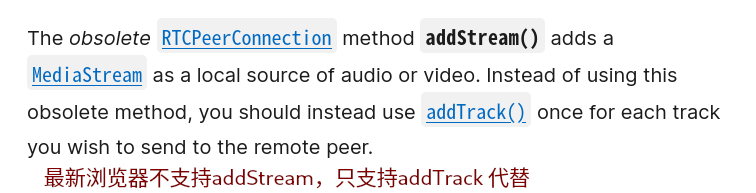 The obsolete RTCPeerConnection method addStream() adds a
MediaStream as a local source of audio or video. Instead of using this
obsolete method, you should instead use addTrack() once for each track
you wish to send to the remote peer.
最新浏览器不支持addStream，只支持addTrack 代替